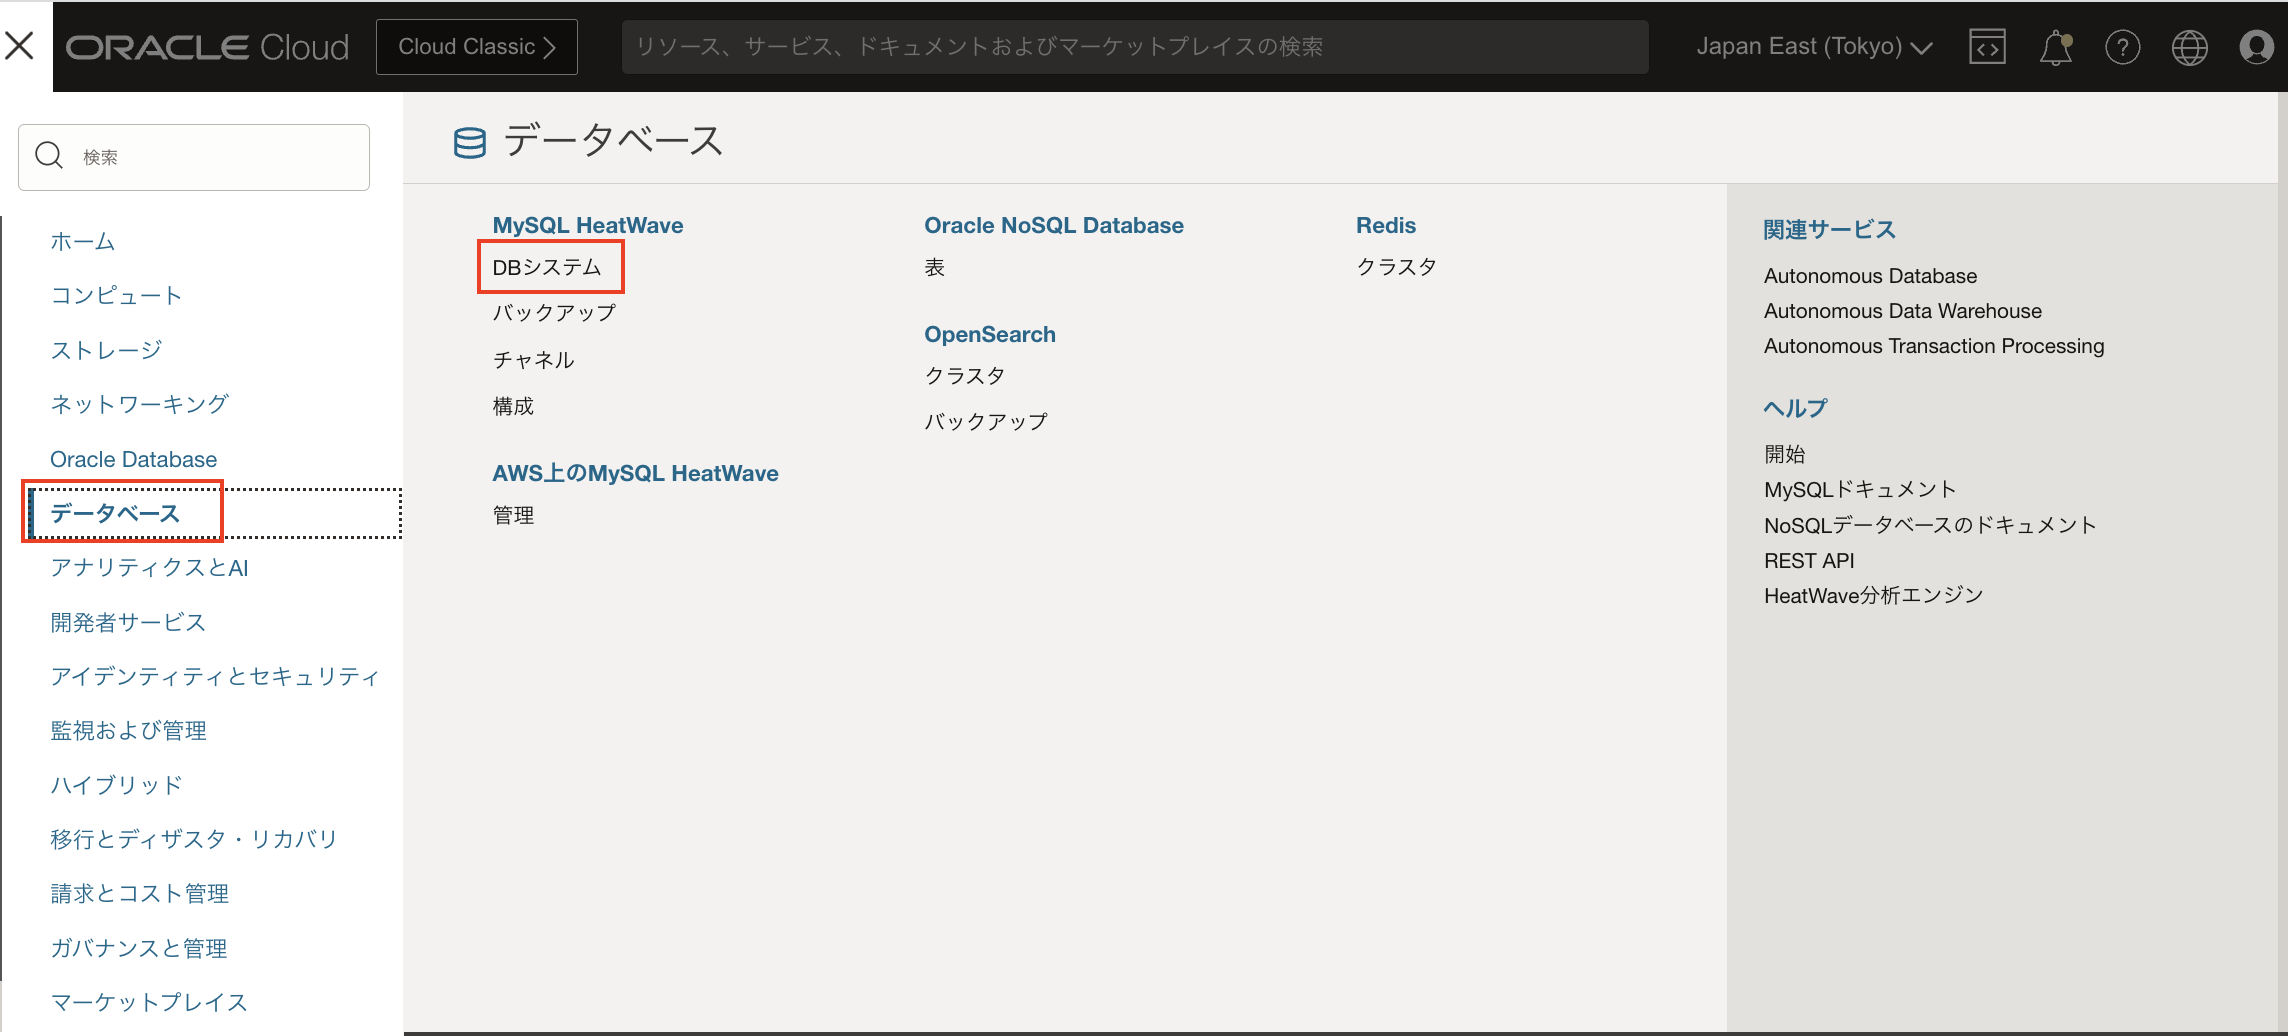 ORACLE Cloud
Cloud Classic
リソース、サービス、ドキュメントおよびマーケットプレイスの検索
Japan East (Tokyo)
検索
ホーム
コンピュート
ストレージ
ネットワーキング
Oracle Database
データベース
アナリティクスとAI
開発者サービス
アイデンティティとセキュリティ
監視および管理
ハイブリッド
移行とディザスタ・リカバリ
請求とコスト管理
ガバナンスと管理
マーケットプレイス
データベース
MySQL HeatWave
DBシステム
バックアップ
チャネル
構成
AWS上のMySQL HeatWave
管理
Oracle NoSQL Database
表
OpenSearch
クラスタ
バックアップ
Redis
クラスタ
関連サービス
Autonomous Database
Autonomous Data Warehouse
Autonomous Transaction Processing
ヘルプ
開始
MySQLドキュメント
NoSQLデータベースのドキュメント
REST API
HeatWave分析エンジン